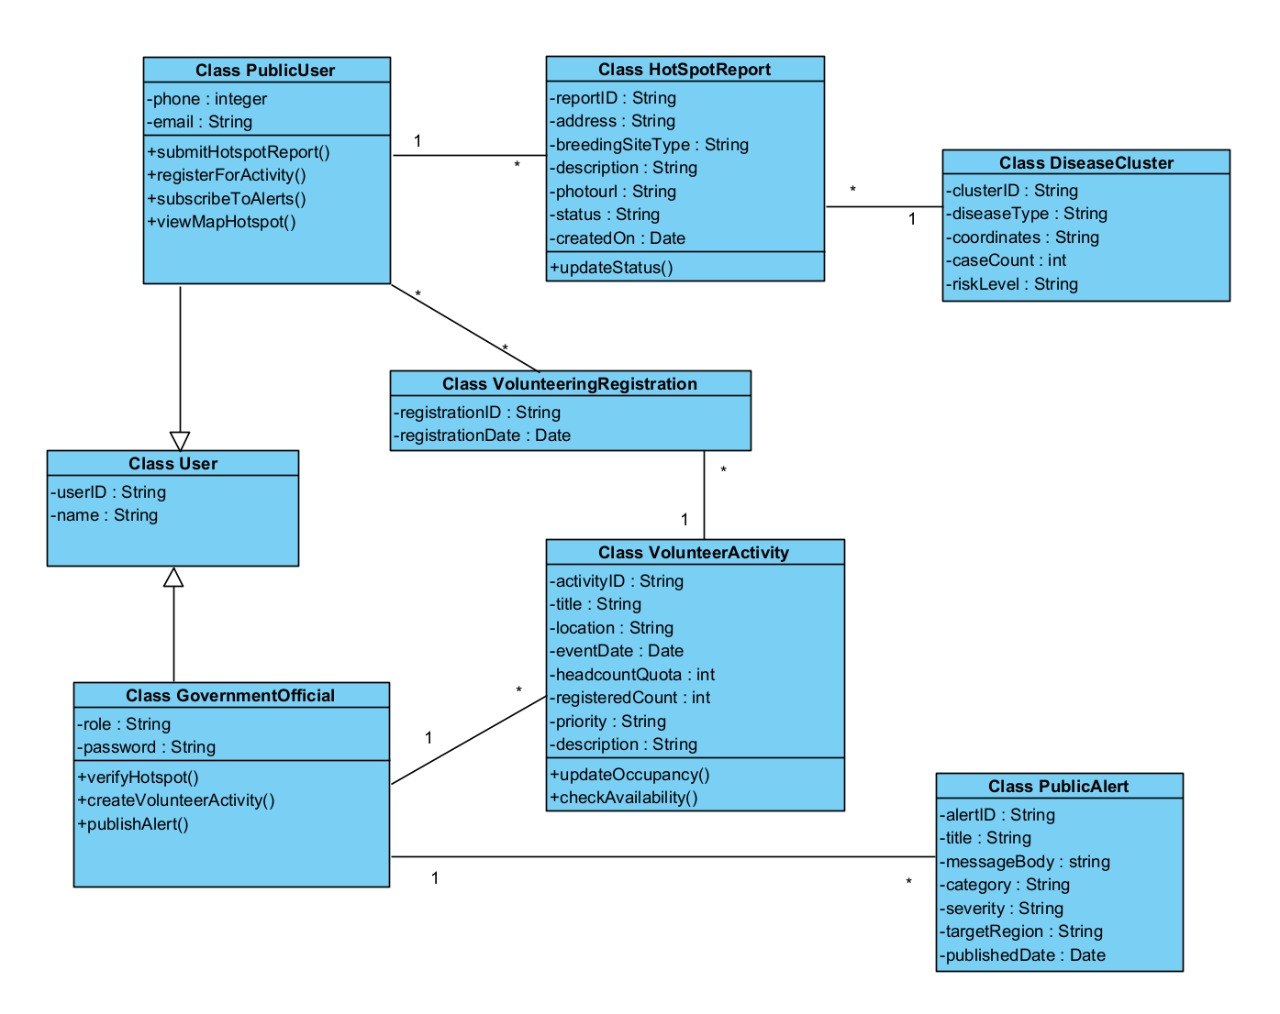 Class PublicUser
-phone : integer
-email : String
+submitHotspotReport()
+registerForActivity()
+subscribeToAlerts()
+viewMapHotspot()
1
*
Class HotSpotReport
-reportID : String
-address : String
-breedingSiteType : String
-description : String
-photourl : String
-status : String
-createdOn : Date
+updateStatus()
*
1
Class DiseaseCluster
-clusterID : String
-diseaseType : String
-coordinates : String
-caseCount : int
-riskLevel : String
*
*
Class VolunteeringRegistration
-registrationID : String
-registrationDate : Date
*
1
Class User
-userID : String
-name : String
Class VolunteerActivity
-activityID : String
-title : String
-location : String
-eventDate : Date
-headcountQuota : int
-registeredCount : int
-priority : String
-description : String
+updateOccupancy()
+checkAvailability()
*
1
Class GovernmentOfficial
-role : String
-password : String
+verifyHotspot()
+createVolunteerActivity()
+publishAlert()
1
*
Class PublicAlert
-alertID : String
-title : String
-messageBody : string
-category : String
-severity : String
-targetRegion : String
-publishedDate : Date